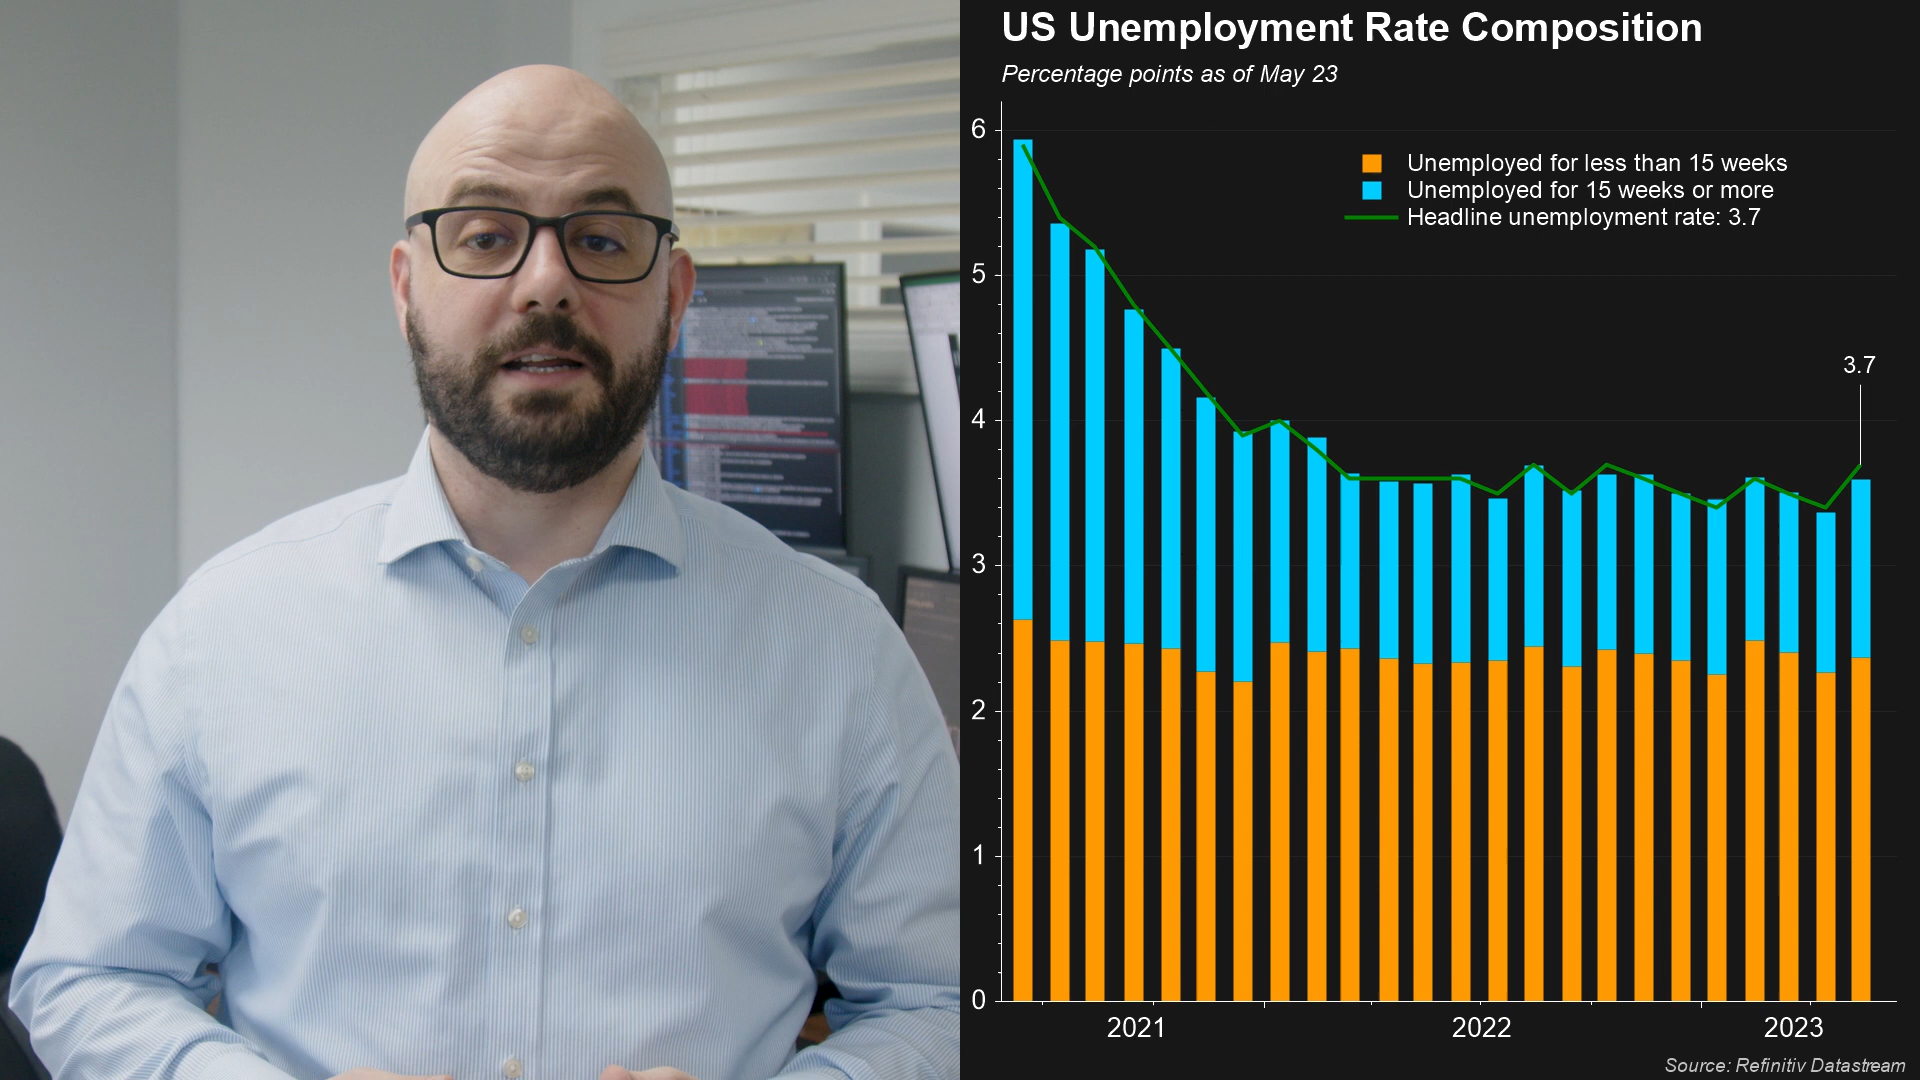 US Unemployment Rate Composition
Percentage points as of May 23
6
Unemployed for less than 15 weeks
Unemployed for 15 weeks or more
Headline unemployment rate: 3.7
5
3.7
4
3
2
1
0
2021 2022 2023
Source: Refinitiv Datastream